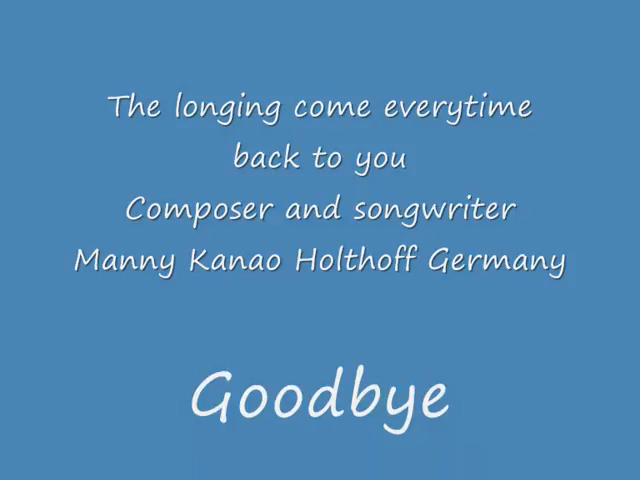 The longing come everytime
back to you
Composer and songwriter
Manny Kanao Holthoff Germany
Goodbye